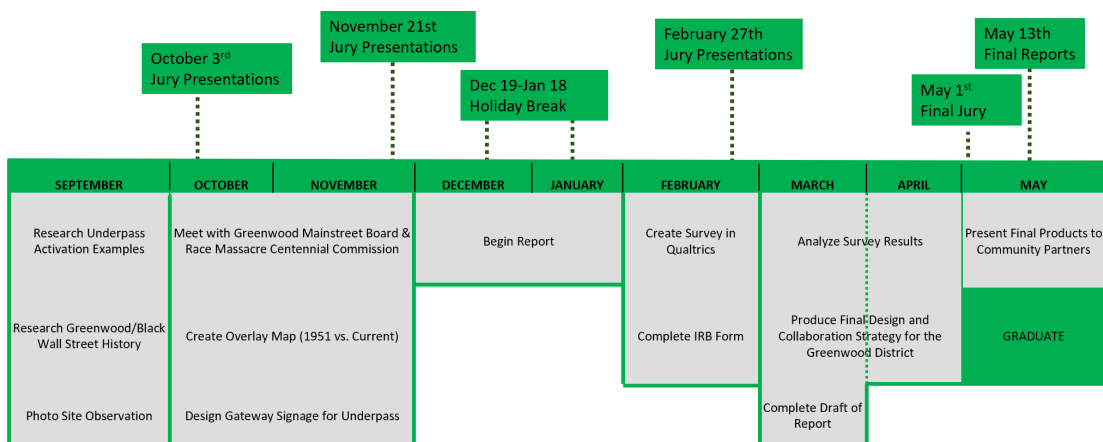 October 3rd
Jury Presentations
November 21st
Jury Presentations
Dec 19-Jan 18
Holiday Break
February 27th
Jury Presentations
May 1st
Final Jury
May 13th
Final Reports
SEPTEMBER
OCTOBER
NOVEMBER
DECEMBER
JANUARY
FEBRUARY
MARCH
APRIL
MAY
Research Underpass
Activation Examples
Meet with Greenwood Mainstreet Board &
Race Massacre Centennial Commission
Begin Report
Create Survey in
Qualtrics
Analyze Survey Results
Present Final Products to
Community Partners
Research Greenwood/Black
Wall Street History
Create Overlay Map (1951 vs. Current)
Complete IRB Form
Produce Final Design and
Collaboration Strategy for the
Greenwood District
GRADUATE
Photo Site Observation
Design Gateway Signage for Underpass
Complete Draft of
Report